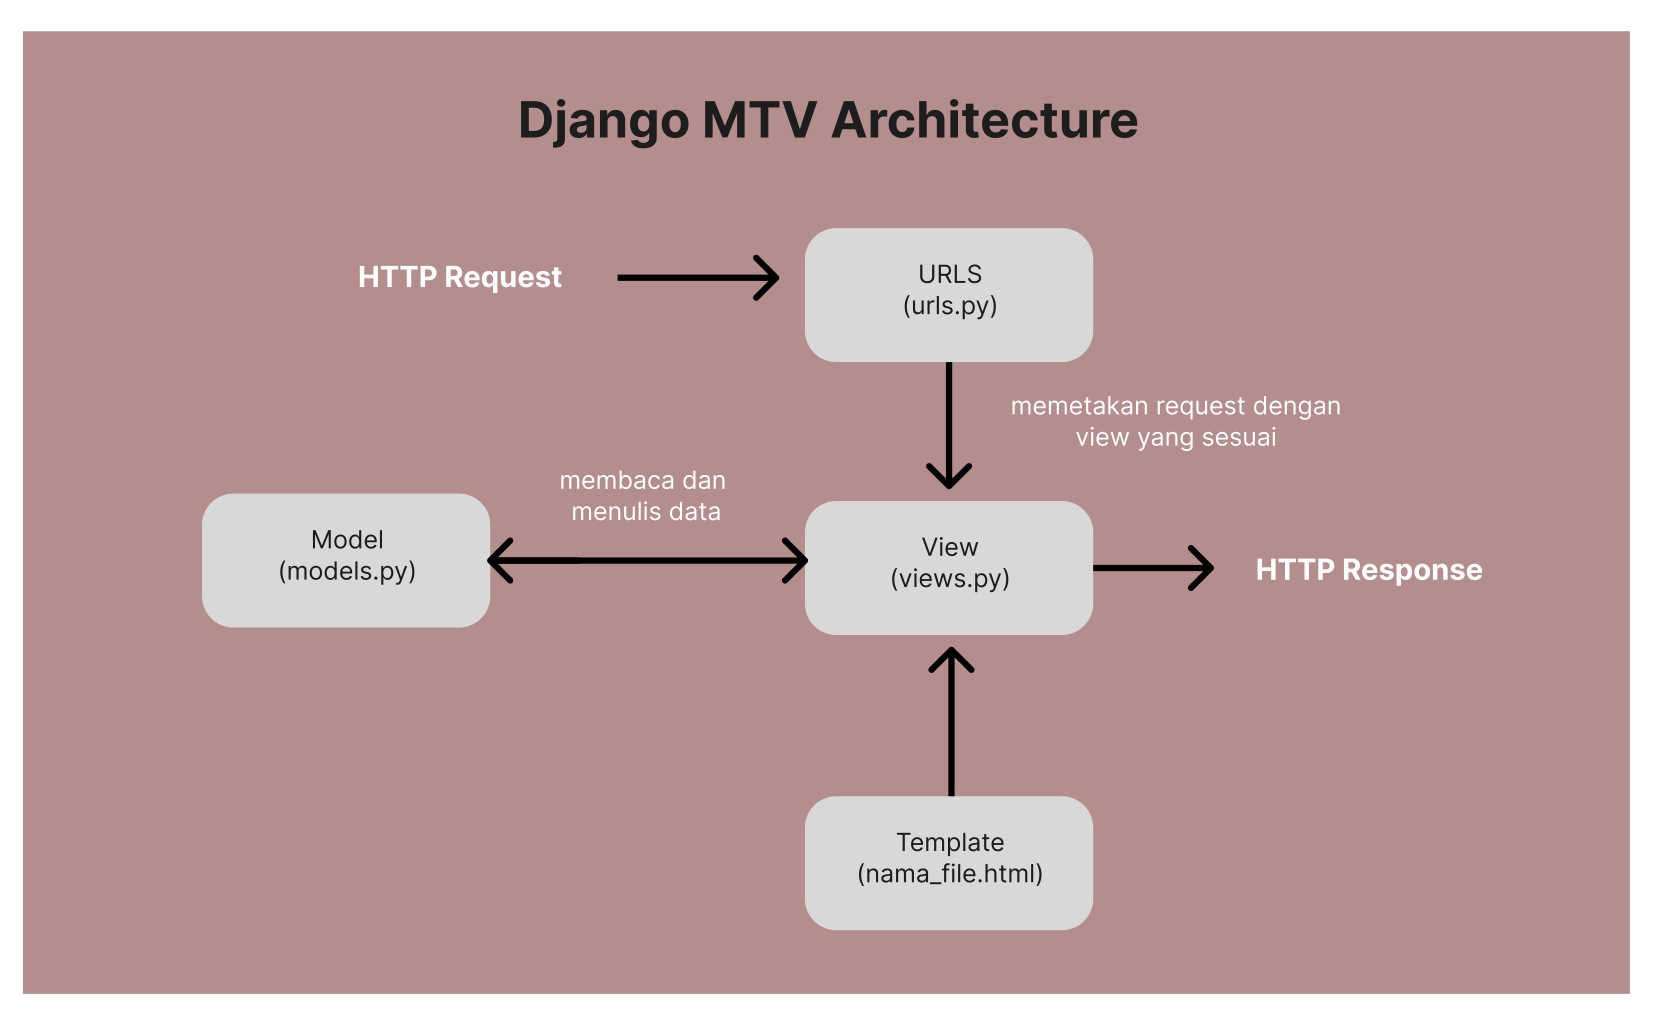 Django MTV Architecture
HTTP Request
URLS
(urls.py)
memetakan request dengan
view yang sesuai
membaca dan
menulis data
Model
(models.py)
View
(views.py)
HTTP Response
Template
(nama_file.html)